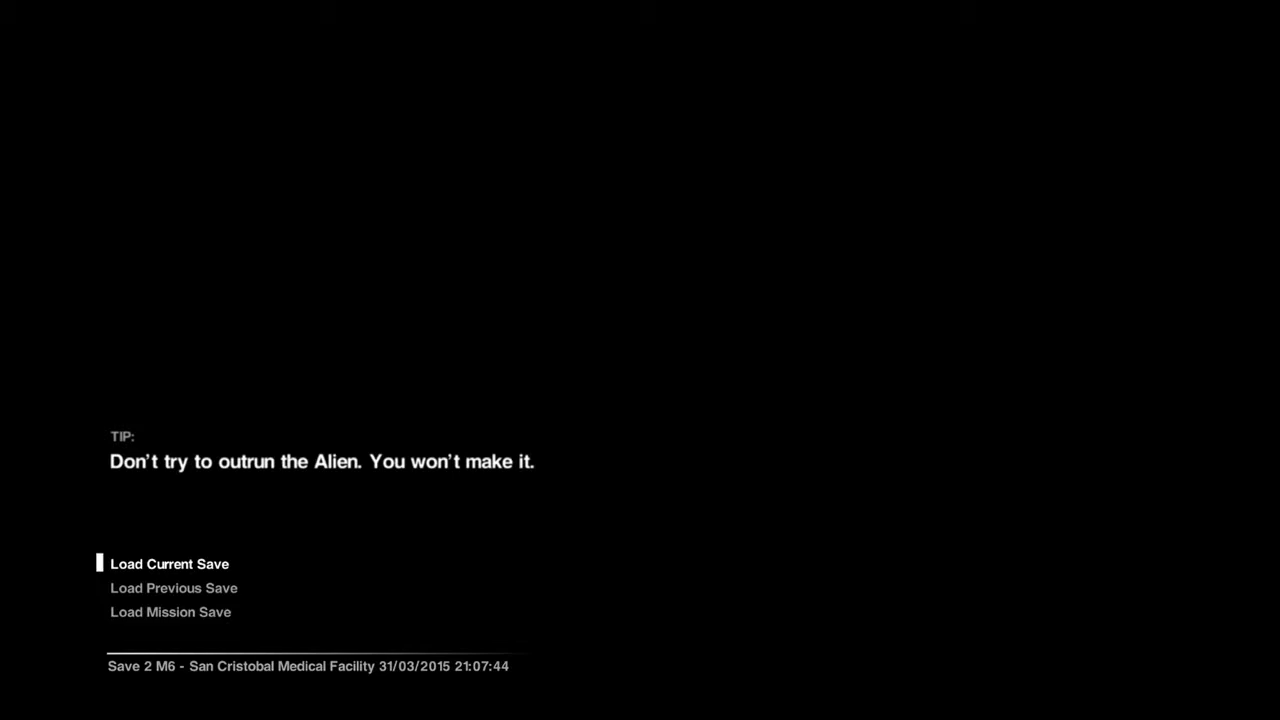 TIP:
Don't try to outrun the Alien. You won't make it.
Load Current Save
Load Previous Save
Load Mission Save
Save 2 M6 - San Cristobal Medical Facility 31/03/2015 21:07:44